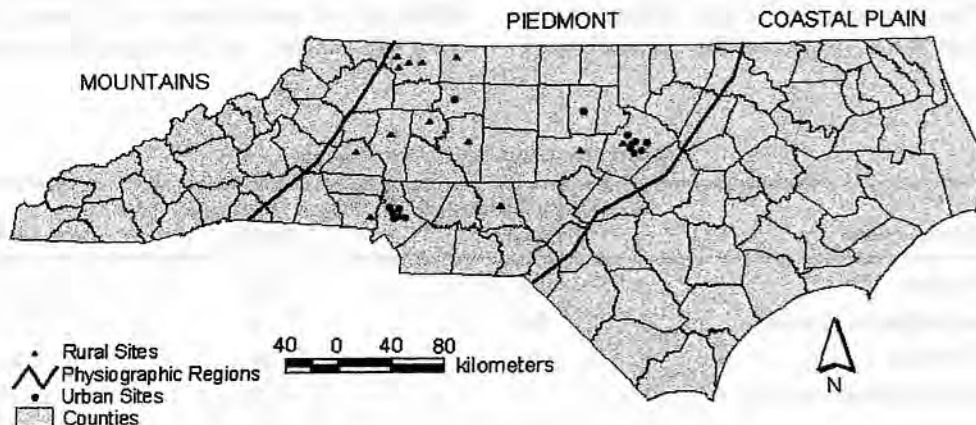 PIEDMONT
COASTAL PLAIN
MOUNTAINS
Rural Sites
Physiographic Regions
Urban Sites
Counties
40 0 40 80
kilometers
N